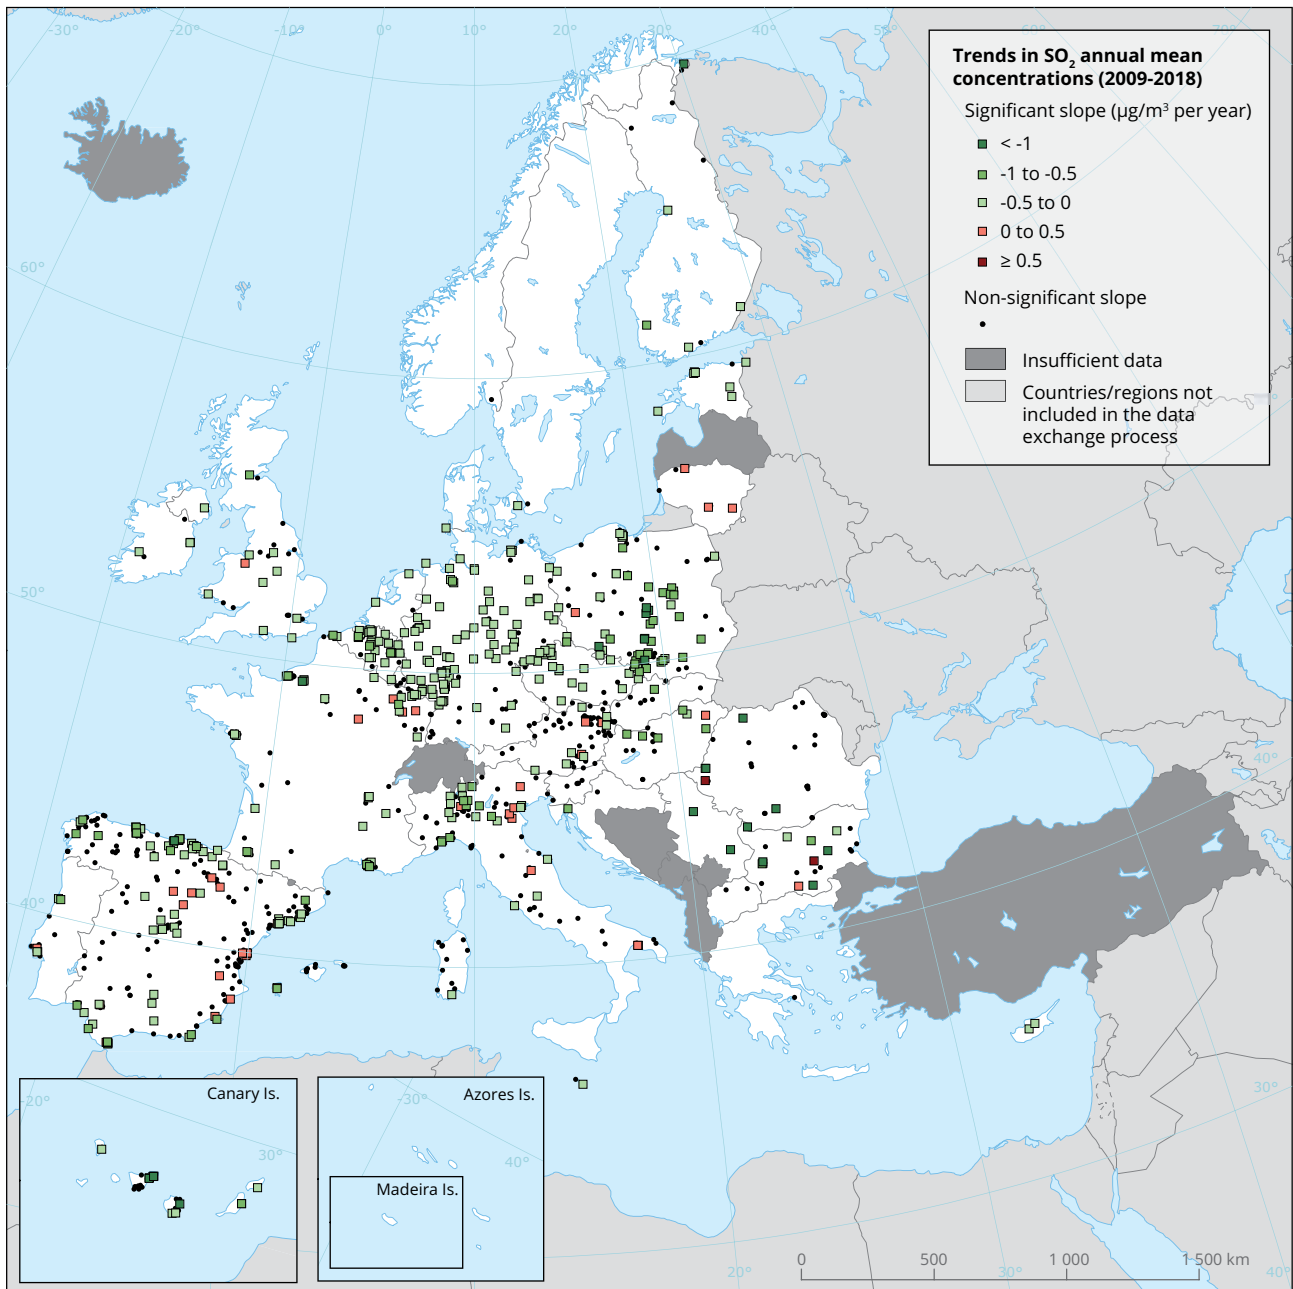 -30°
-20°
-10°
0°
10°
20°
30°
40°
50°
70°
Trends in SO2 annual mean
concentrations (2009-2018)
Significant slope (µg/m³ per year)
< -1
-1 to -0.5
-0.5 to 0
0 to 0.5
≥ 0.5
Non-significant slope
Insufficient data
Countries/regions not
included in the data
exchange process
60°
50°
50°
40°
40°
30°
Canary Is.
-20°
30°
Azores Is.
-30°
40°
Madeira Is.
0
500
1 000
1 500 km
20°
30°
40°